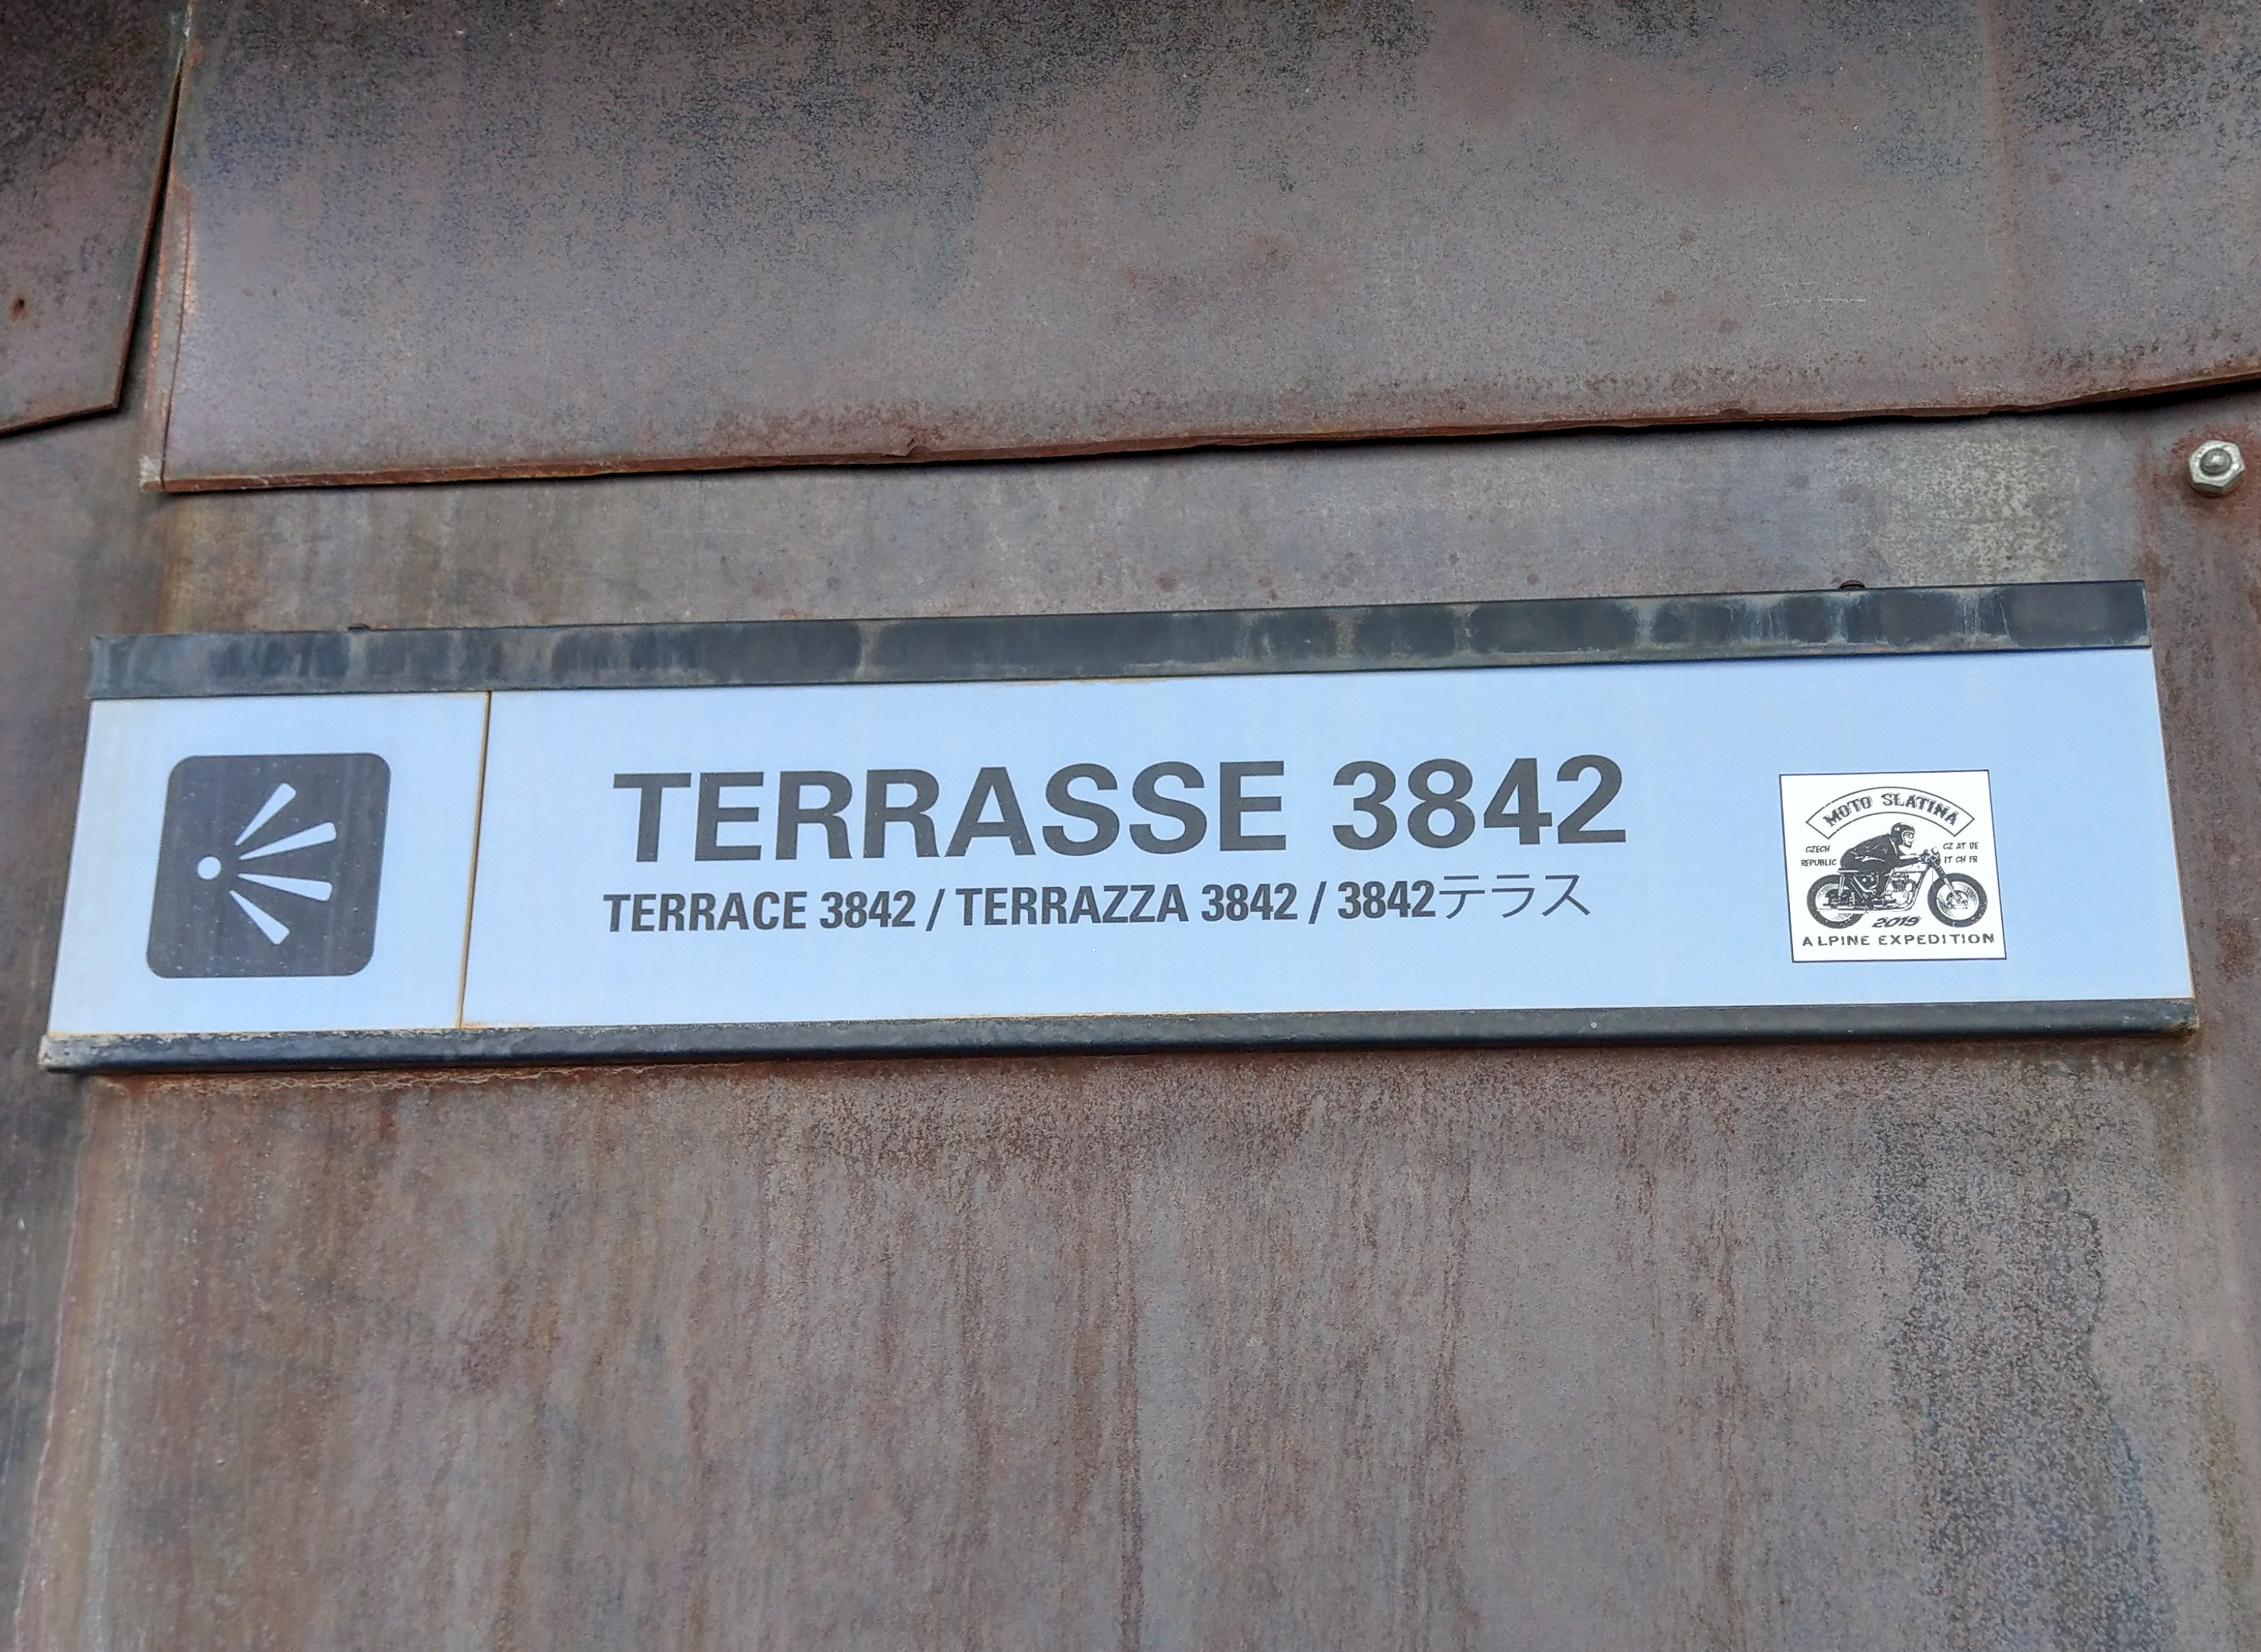 TERRASSE 3842
TERRACE 3842 / TERRAZZA 3842 / 3842テラス
MOTO SLATINA
CZECH
REPUBLIC
CZ AT DE
IT CH FR
2019
ALPINE EXPEDITION